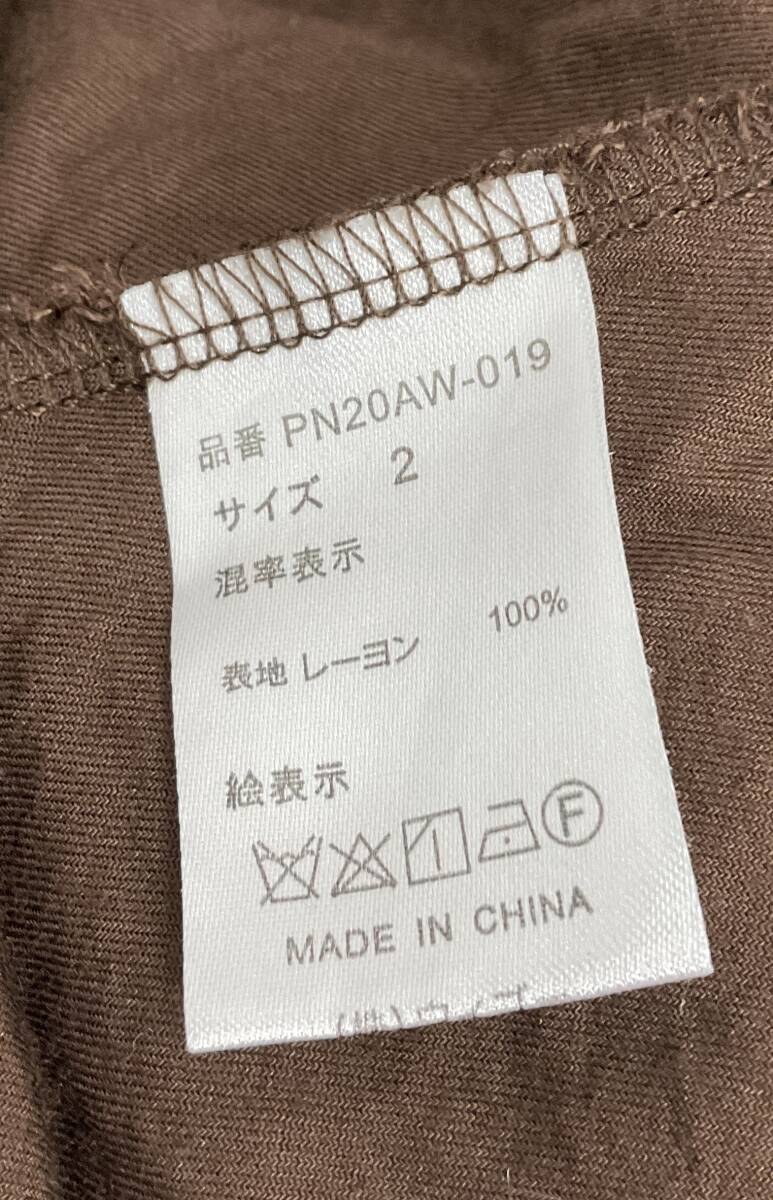 品番 PN20AW-019
サイズ 2
混率表示
表地 レーヨン 100%
絵表示
F
MADE IN CHINA